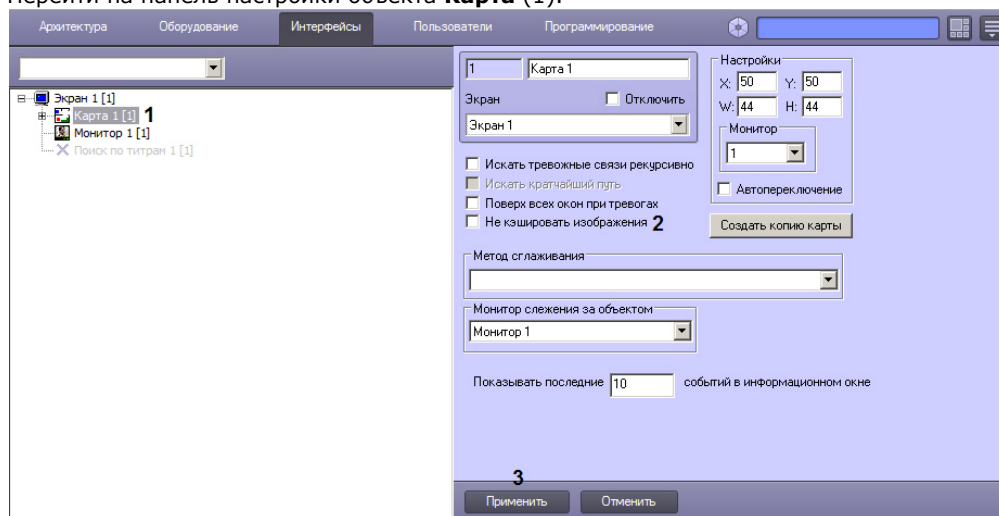 Перейти на панель настройки объекта Карта (1).
Архитектура Оборудование Интерфейсы Пользователи Программирование
1 Карта 1
Экран Отключить
Экран 1
Настройки
X: 50 Y: 50
W: 44 H: 44
Монитор
1
Автопереключение
Экран 1 [1]
Карта 1 [1] 1
Монитор 1 [1]
Поиск по титрам 1 [1]
Искать тревожные связи рекурсивно
Искать кратчайший путь
Поверх всех окон при тревогах
Не кэшировать изображения 2
Создать копию карты
Метод сглаживания
Монитор слежения за объектом
Монитор 1
Показывать последние 10 событий в информационном окне
3
Применить Отменить